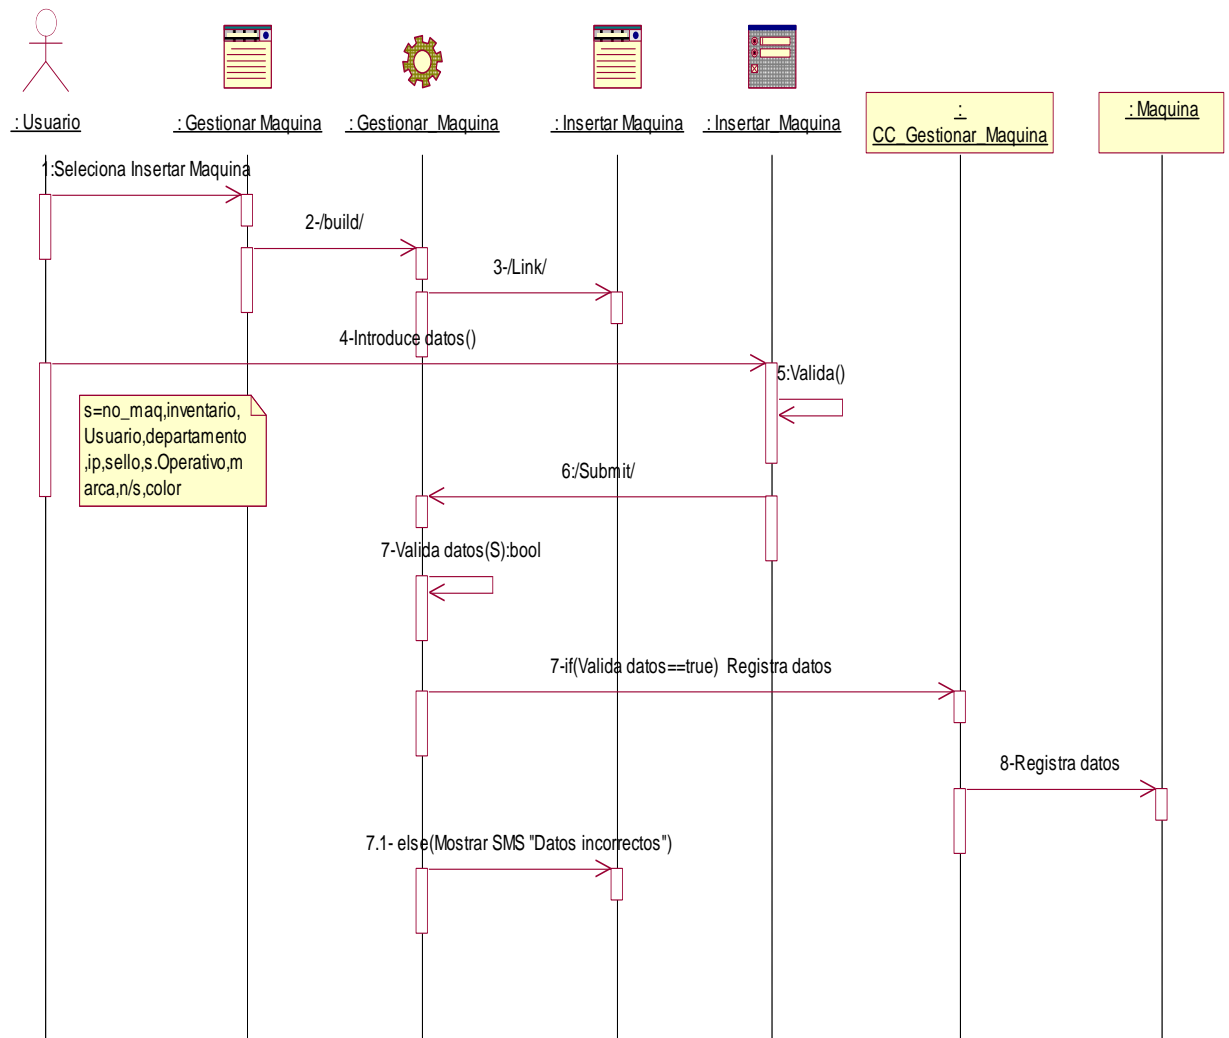 : Usuario
: Gestionar Maquina
: Gestionar_Maquina
: Insertar Maquina
: Insertar_Maquina
:
CC_Gestionar_Maquina
: Maquina
1:Seleciona Insertar Maquina
2-/build/
3-/Link/
4-Introduce datos()
5:Valida()
s=no_maq,inventario,
Usuario,departamento
,ip,sello,s.Operativo,m
arca,n/s,color
6:/Submit/
7-Valida datos(S):bool
7-if(Valida datos==true) Registra datos
8-Registra datos
7.1- else(Mostrar SMS "Datos incorrectos")